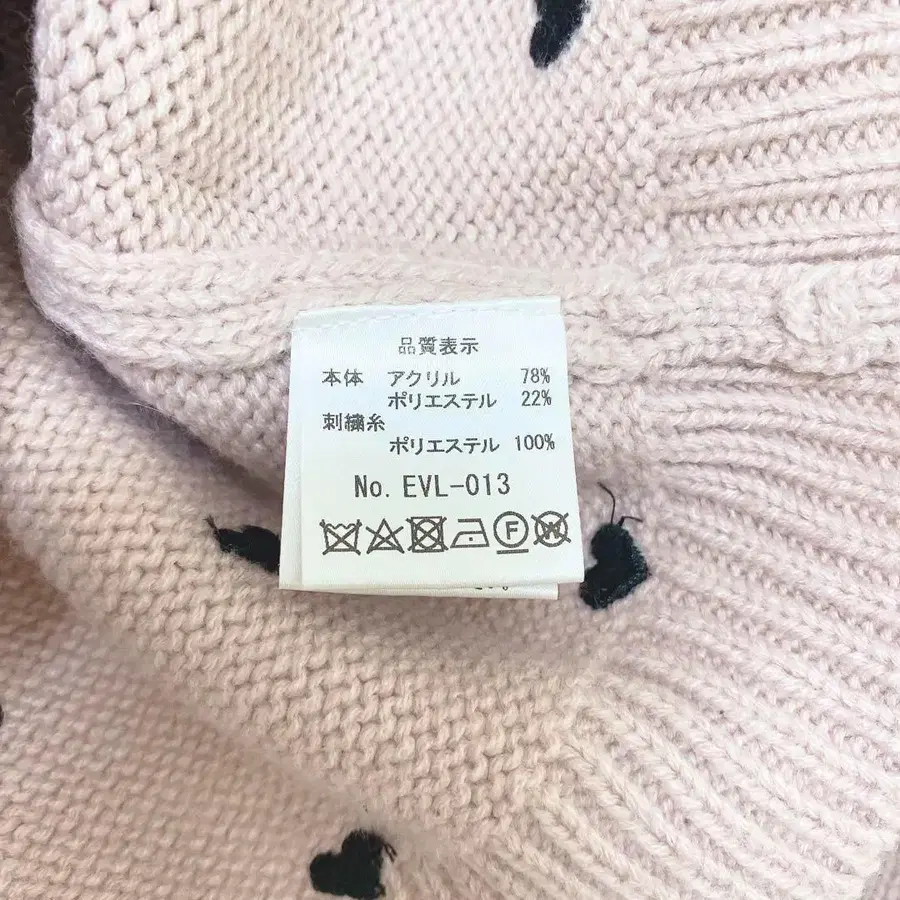 品質表示
本体 アクリル 78%
ポリエステル 22%
刺繍糸
ポリエステル 100%
No. EVL-013
F W